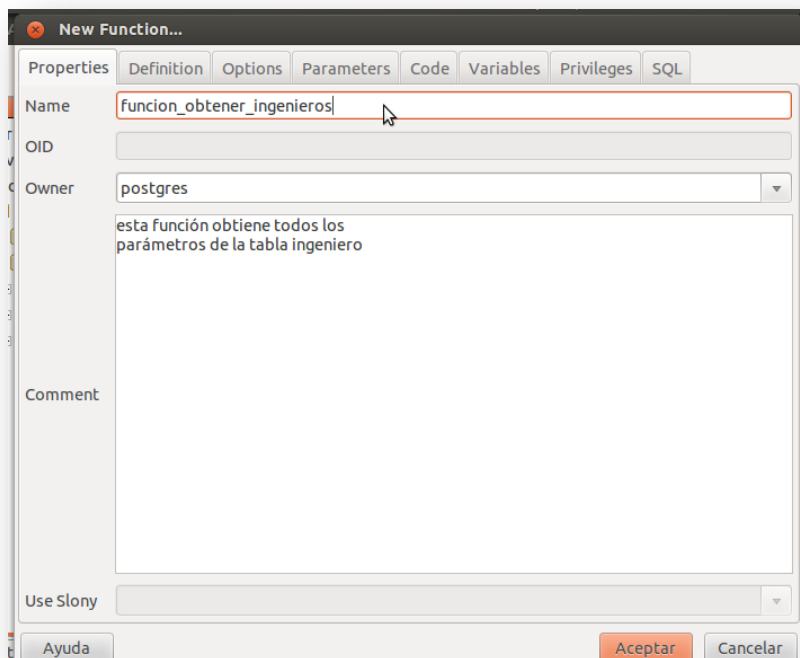 New Function...
Properties Definition Options Parameters Code Variables Privileges SQL
Name funcion_obtener_ingenieros
OID
Owner postgres
esta función obtiene todos los
parámetros de la tabla ingeniero
Comment
Use Slony
Ayuda Aceptar Cancelar